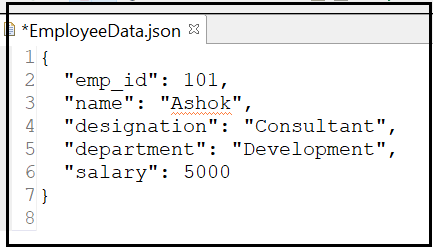 *EmployeeData.json
1 {
2 "emp_id": 101,
3 "name": "Ashok",
4 "designation": "Consultant",
5 "department": "Development",
6 "salary": 5000
7 }
8